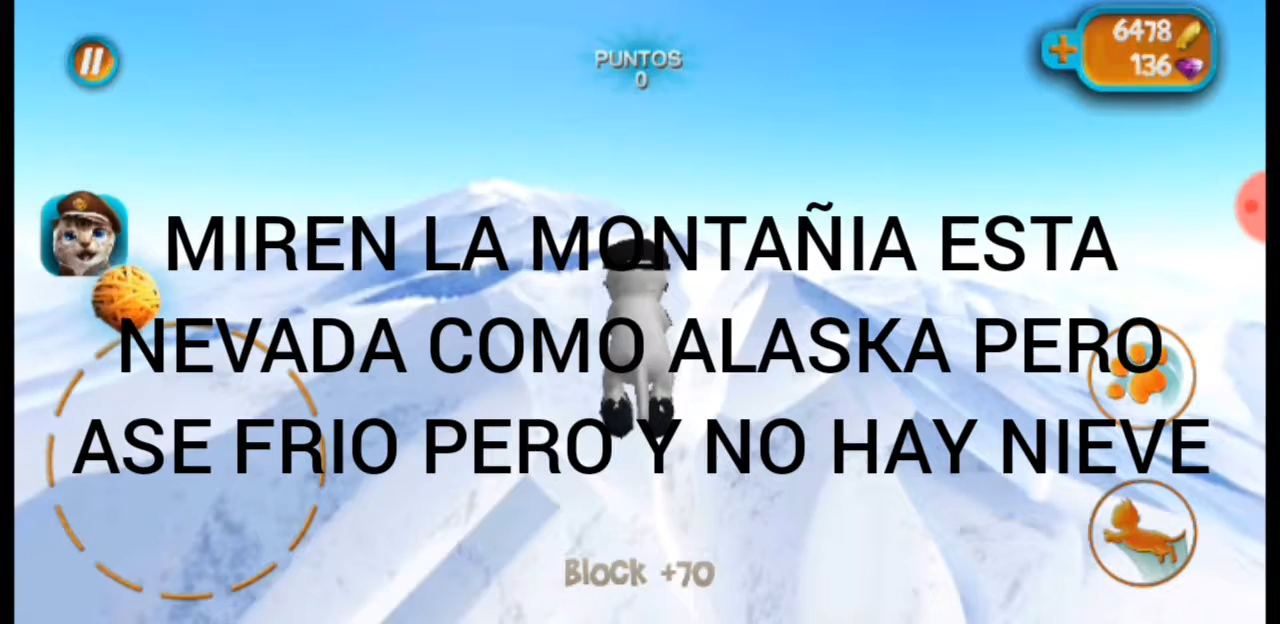 6478
136
PUNTOS
0
MIREN LA MONTAÑIA ESTA
NEVADA COMO ALASKA PERO
ASE FRIO PERO Y NO HAY NIEVE
Block +70